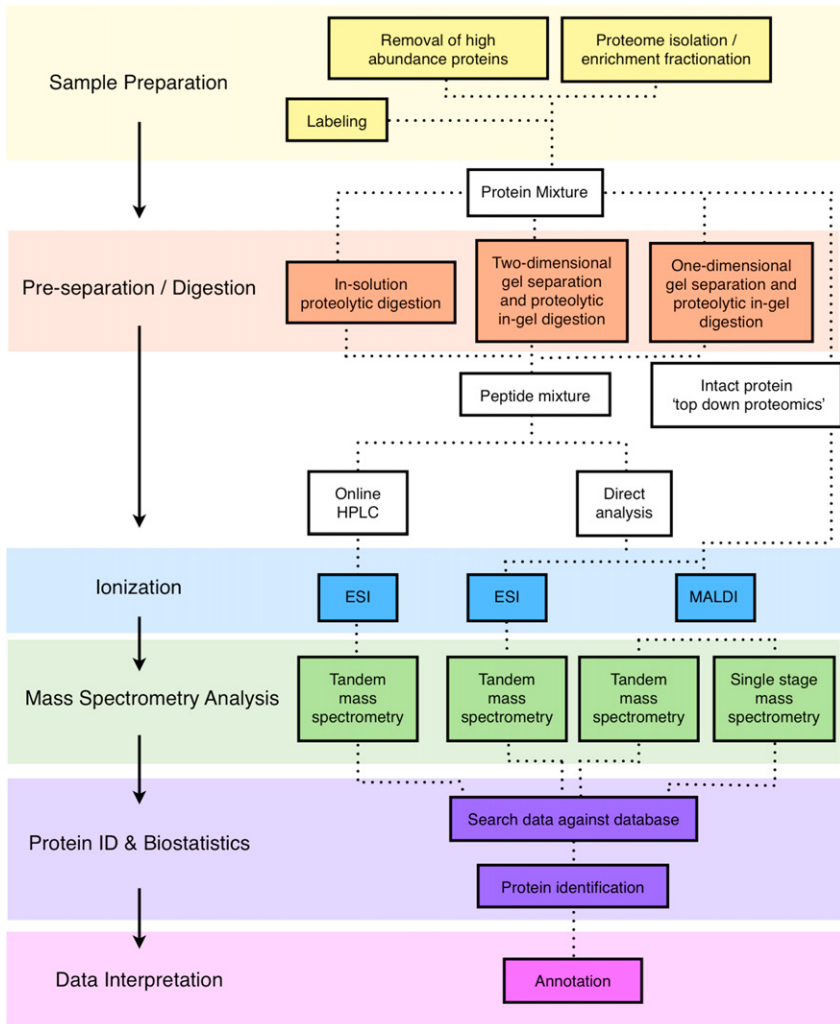 Sample Preparation
Removal of high
abundance proteins
Proteome isolation /
enrichment fractionation
Labeling
Protein Mixture
Pre-separation / Digestion
In-solution
proteolytic digestion
Two-dimensional
gel separation
and proteolytic
in-gel digestion
One-dimensional
gel separation and
proteolytic in-gel
digestion
Peptide mixture
Intact protein
‘top down proteomics’
Online
HPLC
Direct
analysis
Ionization
ESI
ESI
MALDI
Mass Spectrometry Analysis
Tandem
mass
spectrometry
Tandem
mass
spectrometry
Tandem
mass
spectrometry
Single stage
mass
spectrometry
Protein ID & Biostatistics
Search data against database
Protein identification
Data Interpretation
Annotation